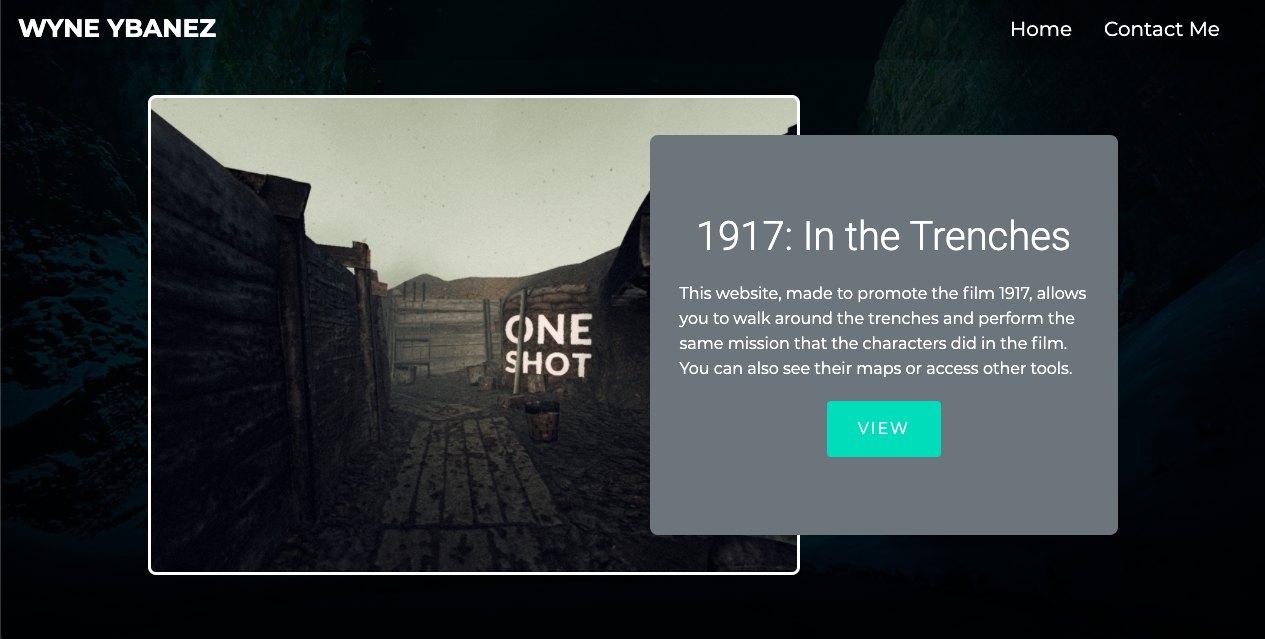 WYNE YBANEZ
Home
Contact Me
ONE
SHOT
1917: In the Trenches
This website, made to promote the film 1917, allows
you to walk around the trenches and perform the
same mission that the characters did in the film.
You can also see their maps or access other tools.
VIEW